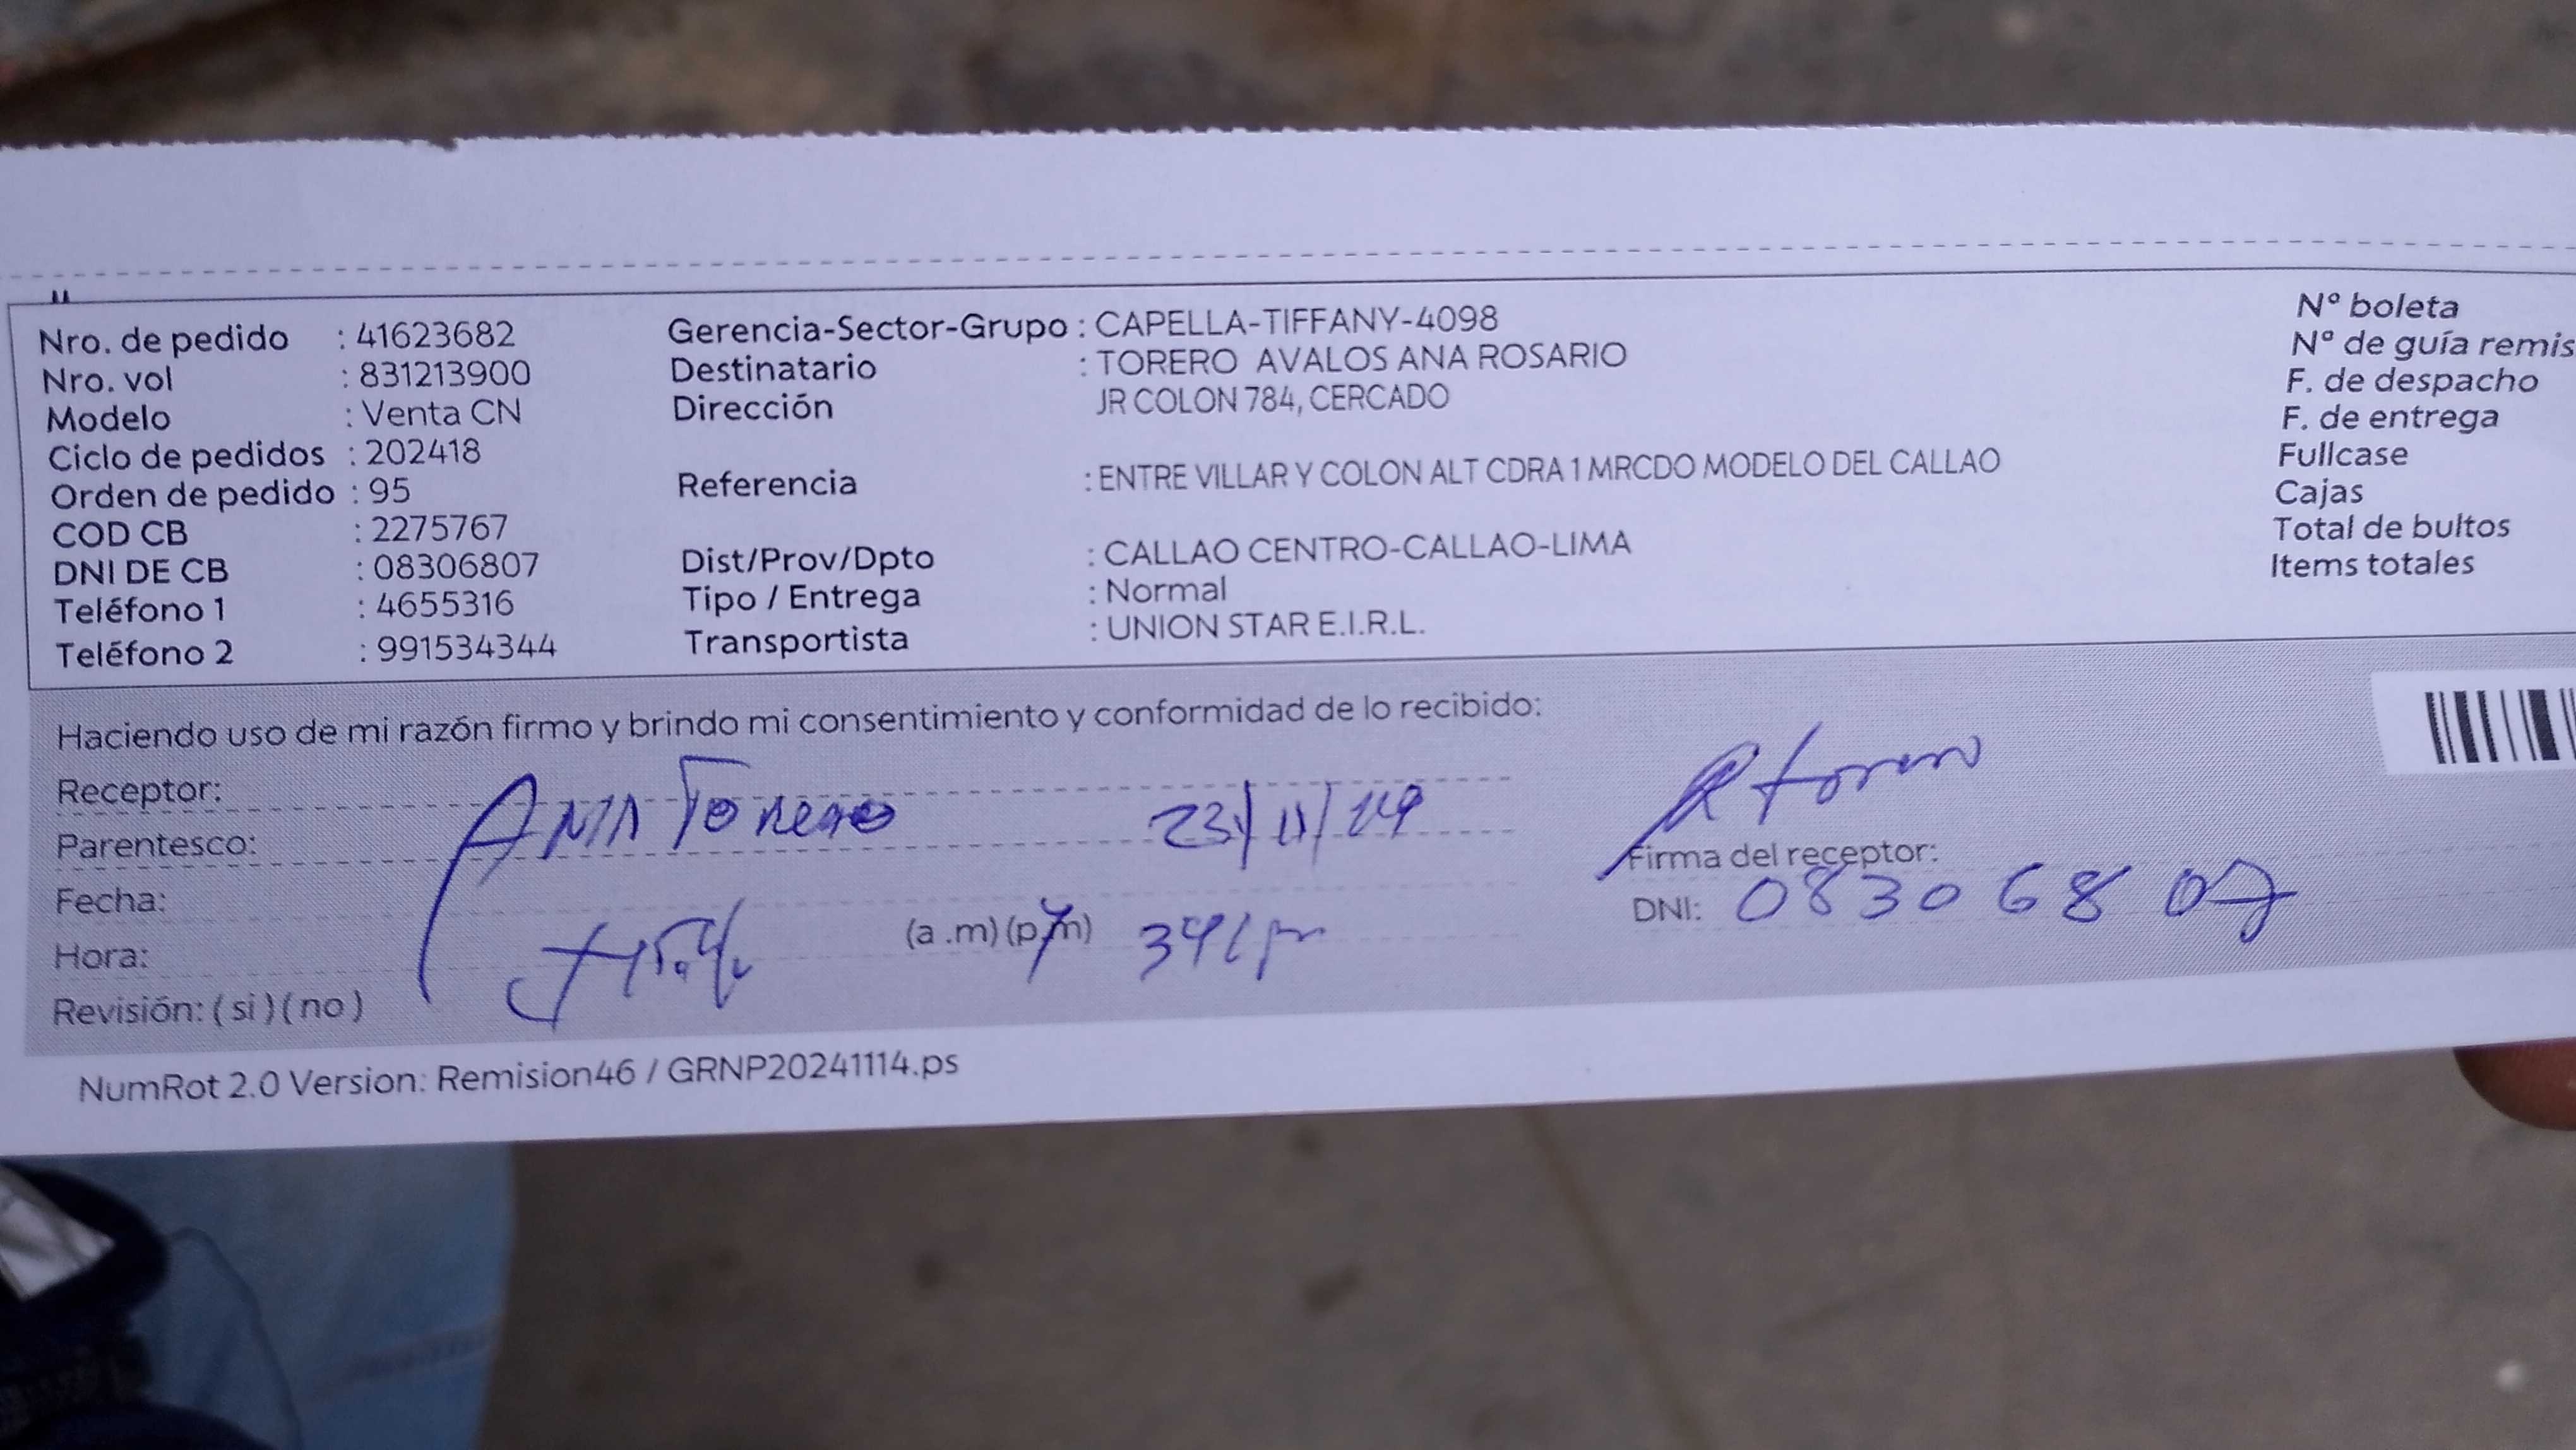 Nro. de pedido : 41623682
Nro. vol : 831213900
Modelo : Venta CN
Ciclo de pedidos : 202418
Orden de pedido : 95
COD CB : 2275767
DNI DE CB : 08306807
Teléfono 1 : 4655316
Teléfono 2 : 991534344
Gerencia-Sector-Grupo : CAPELLA-TIFFANY-4098
Destinatario : TORERO AVALOS ANA ROSARIO
Dirección JR COLON 784, CERCADO
Referencia : ENTRE VILLAR Y COLON ALT CDRA 1 MRCDO MODELO DEL CALLAO
Dist/Prov/Dpto : CALLAO CENTRO-CALLAO-LIMA
Tipo / Entrega : Normal
Transportista : UNION STAR E.I.R.L.
N° boleta
N° de guía remis
F. de despacho
F. de entrega
Fullcase
Cajas
Total de bultos
Items totales
Haciendo uso de mi razón firmo y brindo mi consentimiento y conformidad de lo recibido:
Receptor:
Ana Torero 23/11/24
Parentesco:
Fecha:
Hora: (a .m) (p.m)
Revisión: ( si ) ( no )
Firma del receptor:
DNI: 08306807
NumRot 2.0 Version: Remision46 / GRNP20241114.ps